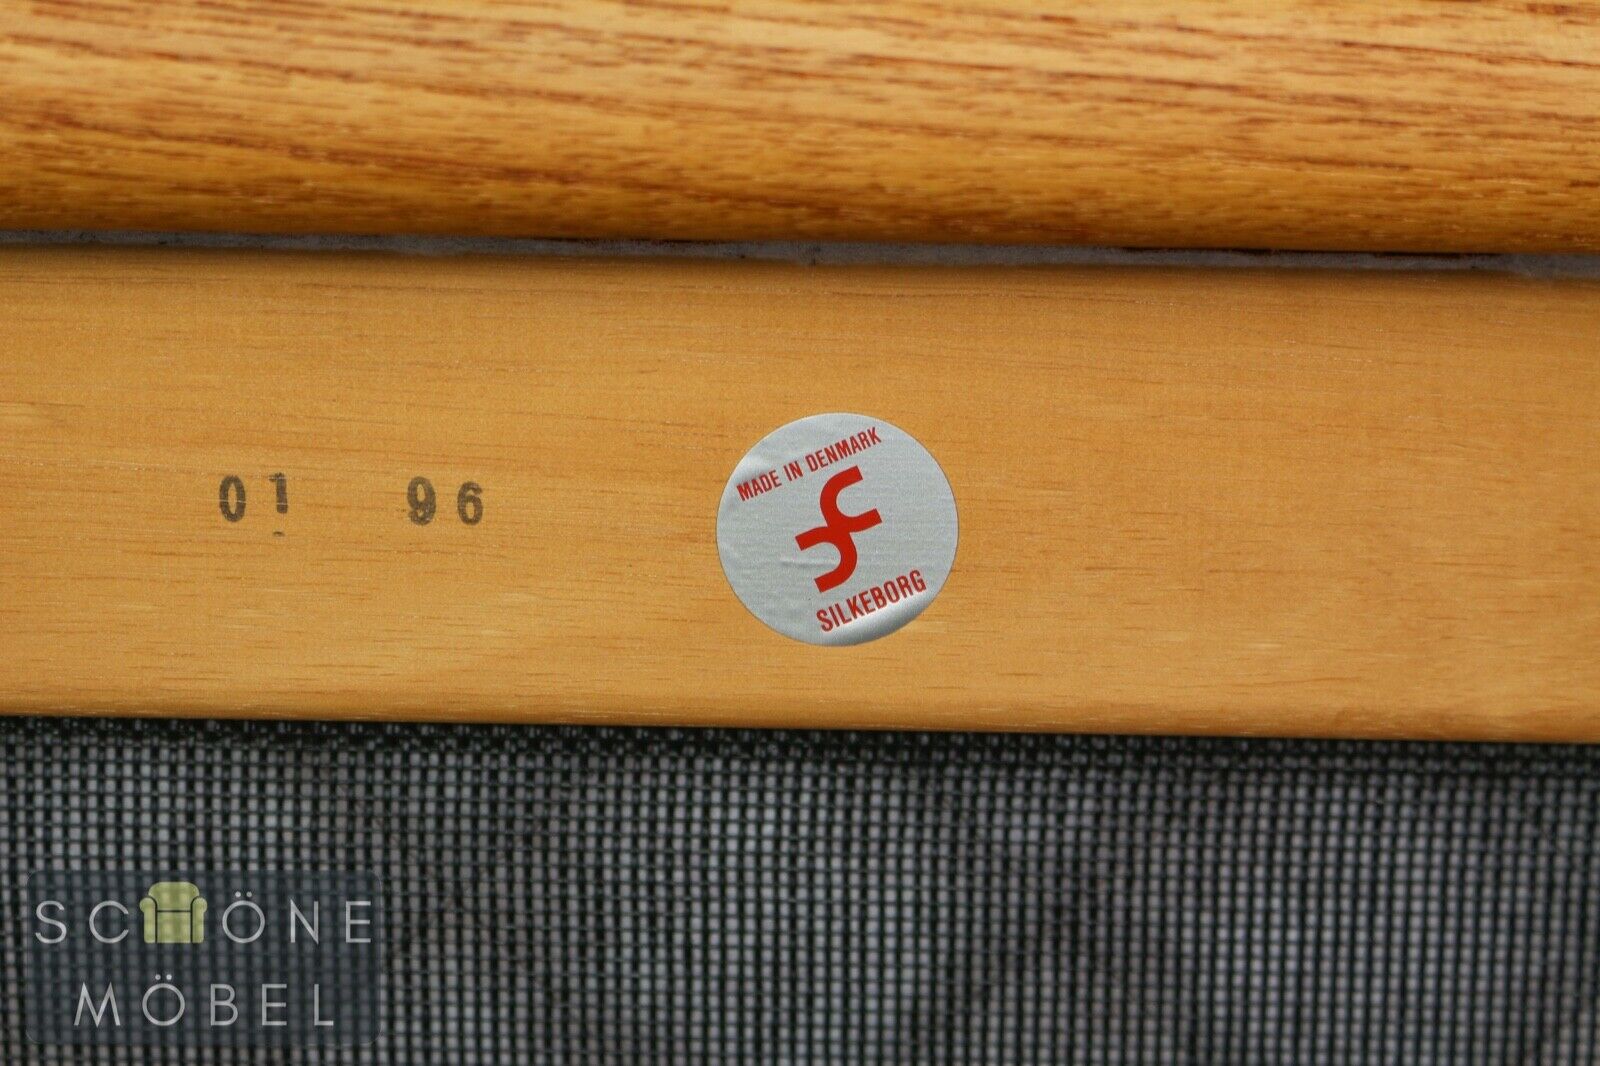 01 96
MADE IN DENMARK
SILKEBORG
SCHÖNE
MÖBEL